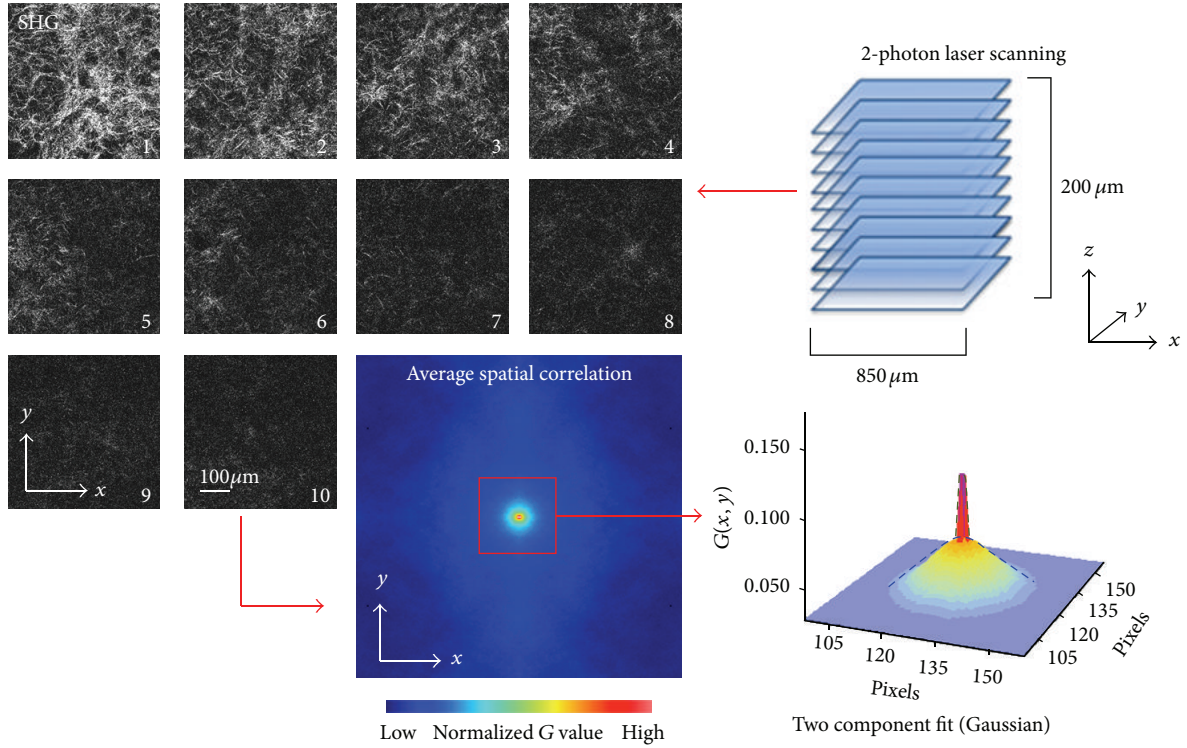 SHG
1
2
3
4
5
6
7
8
y
x
9
100 μm
10
2-photon laser scanning
200 μm
z
y
x
850 μm
Average spatial correlation
y
x
Low Normalized G value High
G(x, y)
0.150
0.100
0.050
105
120
135
150
Pixels
150
135
120
105
Pixels
Two component fit (Gaussian)